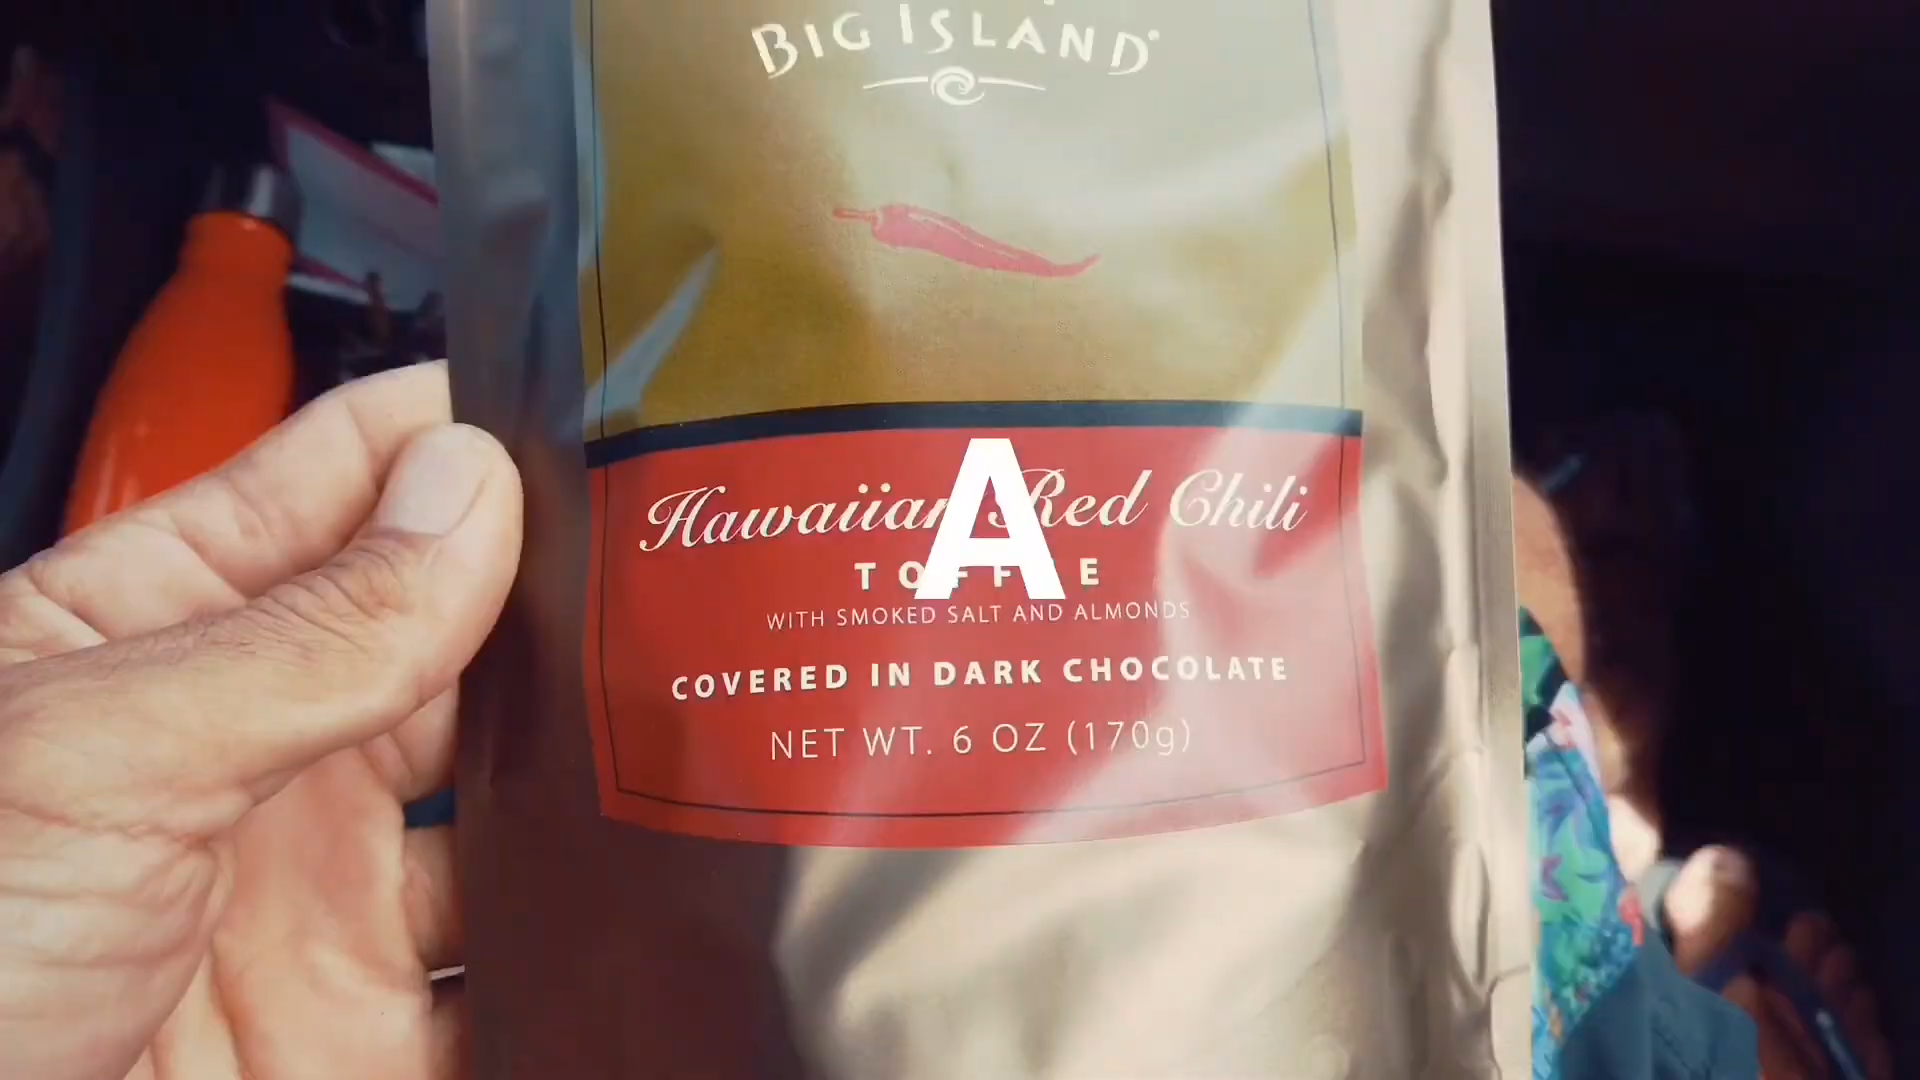 BIG ISLAND
A
Hawaiian Red Chili
TOFFEE
WITH SMOKED SALT AND ALMONDS
COVERED IN DARK CHOCOLATE
NET WT. 6 OZ (170g)